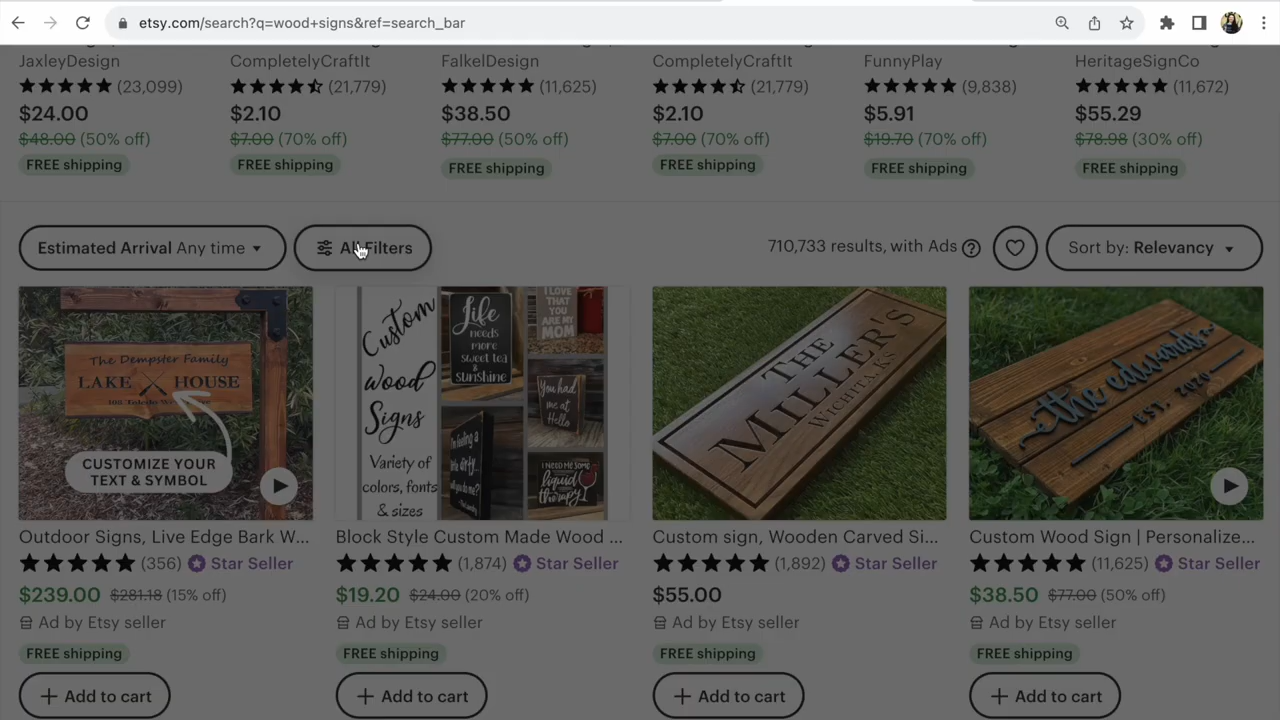 etsy.com/search?q=wood+signs&ref=search_bar
JaxleyDesign CompletelyCraftIt FalkelDesign CompletelyCraftIt FunnyPlay HeritageSignCo
(23,099) (21,779) (11,625) (21,779) (9,838) (11,672)
$24.00 $2.10 $38.50 $2.10 $5.91 $55.29
$48.00 (50% off) $7.00 (70% off) $77.00 (50% off) $7.00 (70% off) $19.70 (70% off) $78.98 (30% off)
FREE shipping FREE shipping FREE shipping FREE shipping FREE shipping FREE shipping
Estimated Arrival Any time All Filters 710,733 results, with Ads ? Sort by: Relevancy
The Dempster Family
LAKE HOUSE
CUSTOMIZE YOUR
TEXT & SYMBOL
Custom
wood
Signs
Variety of
colors, fonts
& sizes
Life
needs
more
sweet tea
&
sunshine
I LOVE THAT
YOU ARE
MY MOM
You had
me at
Hello
I NEED ME SOME
liquid
therapy!
THE
MILLER'S
WICHITA, KS
the edwards
EST. 2020
Outdoor Signs, Live Edge Bark W... Block Style Custom Made Wood ... Custom sign, Wooden Carved Si... Custom Wood Sign | Personalize...
(356) Star Seller (1,874) Star Seller (1,892) Star Seller (11,625) Star Seller
$239.00 $281.18 (15% off) $19.20 $24.00 (20% off) $55.00 $38.50 $77.00 (50% off)
Ad by Etsy seller Ad by Etsy seller Ad by Etsy seller Ad by Etsy seller
FREE shipping FREE shipping FREE shipping FREE shipping
+ Add to cart + Add to cart + Add to cart + Add to cart